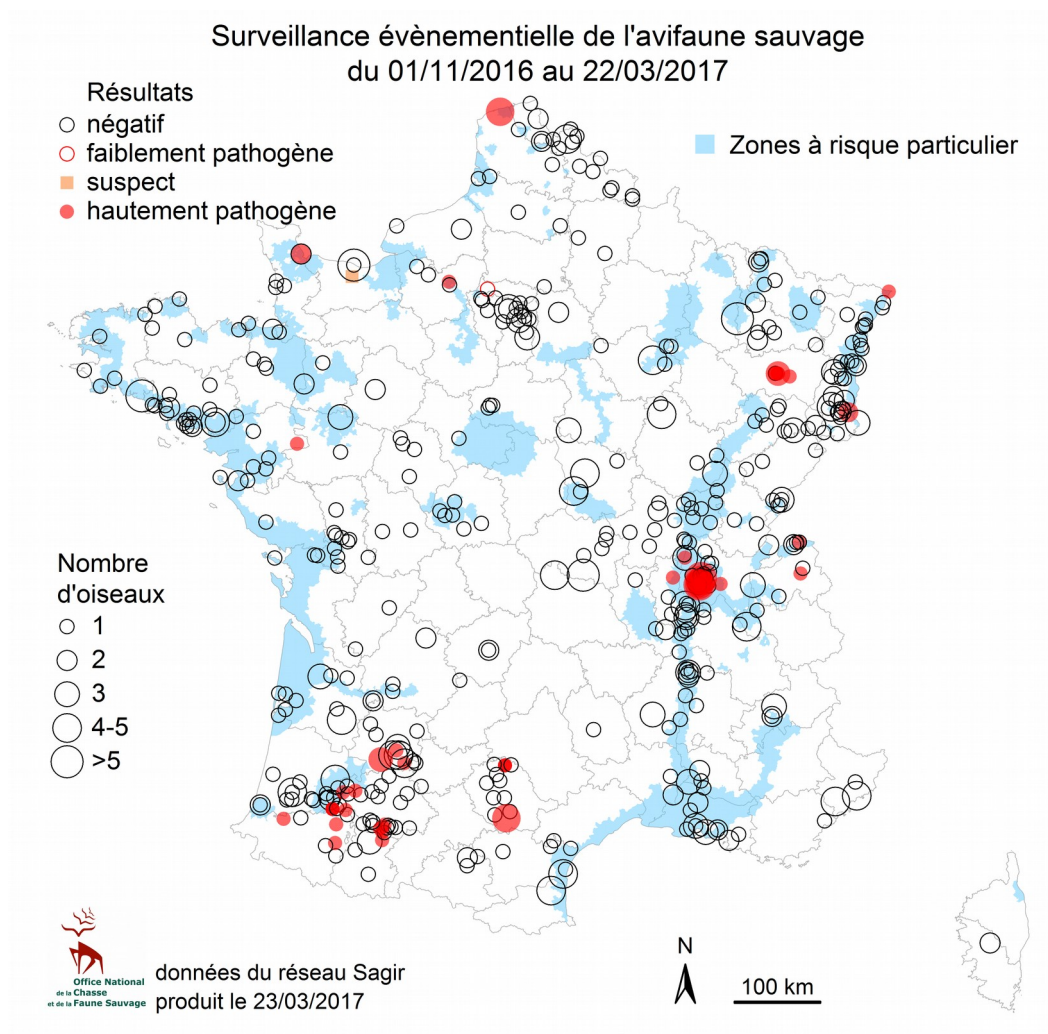 Surveillance évènementielle de l'avifaune sauvage
du 01/11/2016 au 22/03/2017
Résultats
négatif
faiblement pathogène
suspect
hautement pathogène
Zones à risque particulier
Nombre
d'oiseaux
1
2
3
4-5
>5
Office National
de la Chasse
et de la Faune Sauvage
données du réseau Sagir
produit le 23/03/2017
N
100 km